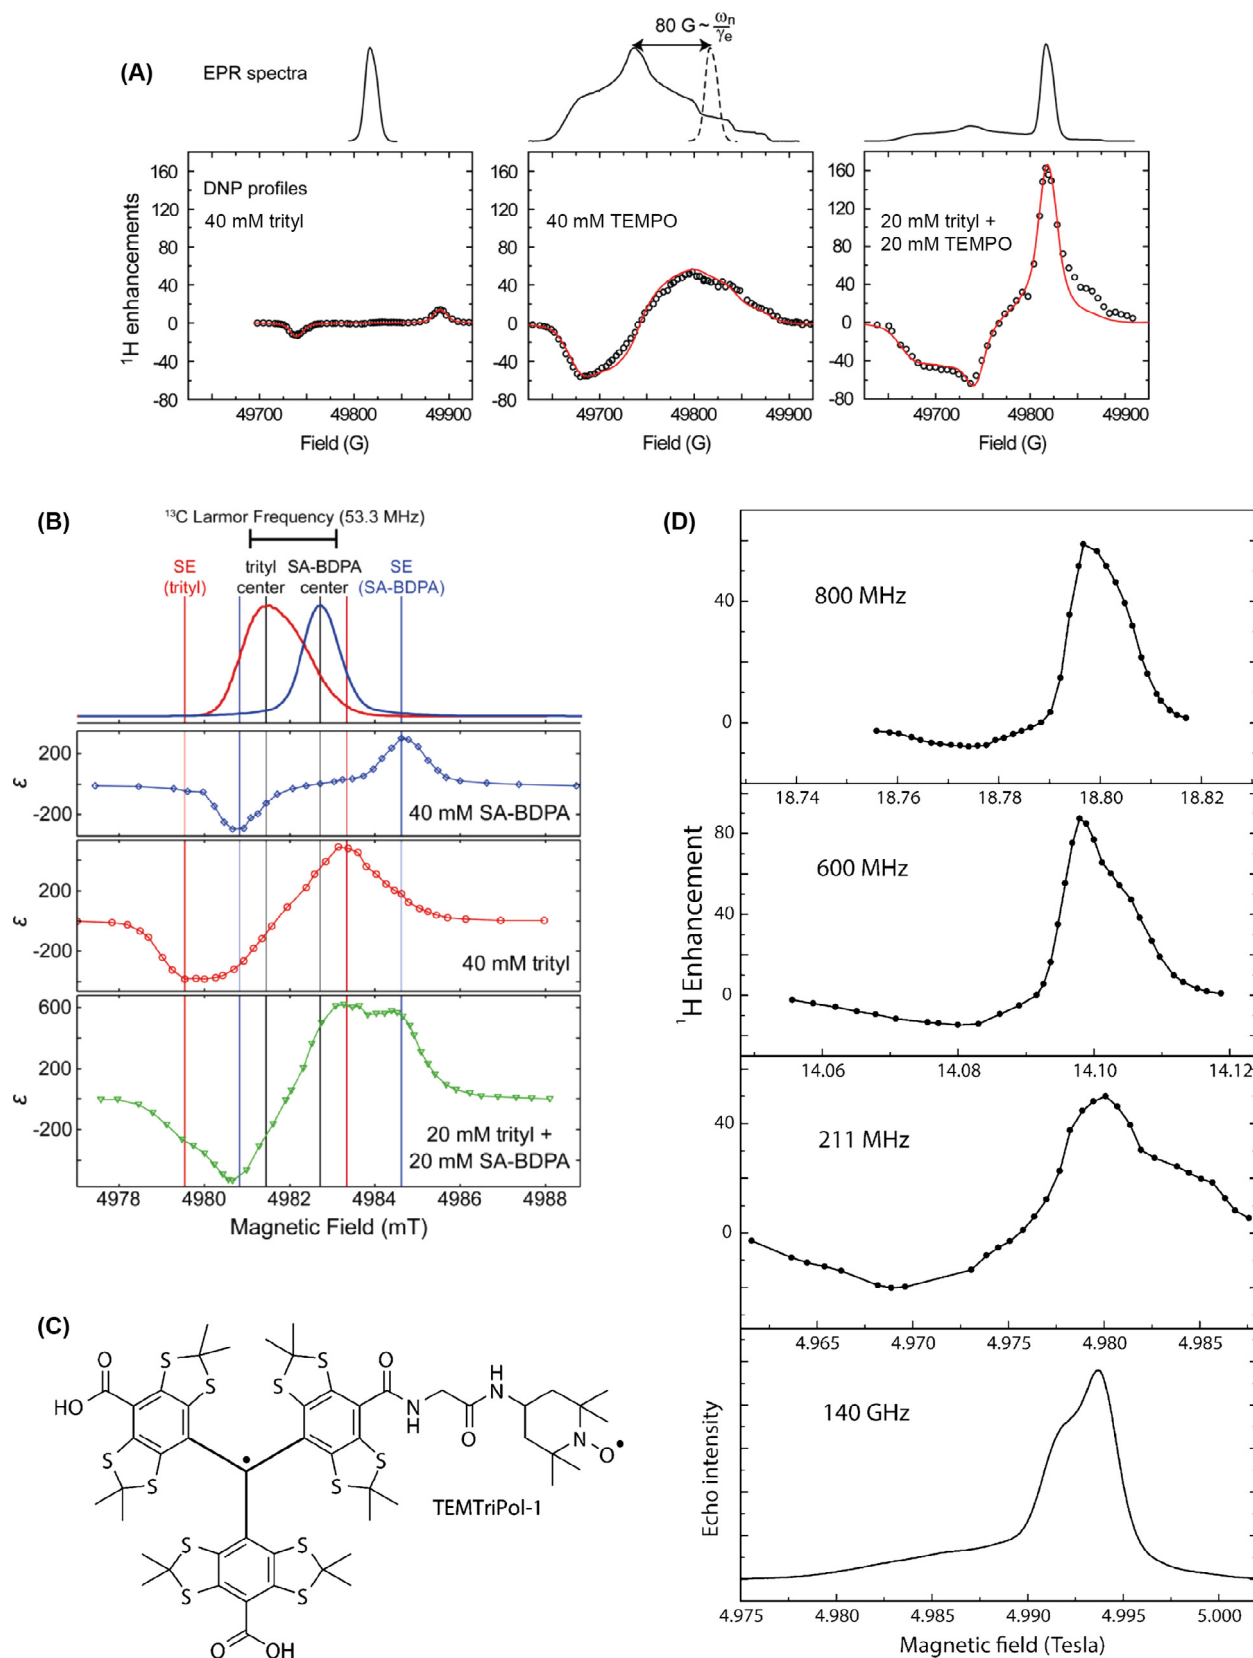 (A)
EPR spectra
80 G ~ ωn/γe
DNP profiles
40 mM trityl
40 mM TEMPO
20 mM trityl +
20 mM TEMPO
¹H enhancements
160
120
80
40
0
-40
-80
160
120
80
40
0
-40
-80
160
120
80
40
0
-40
-80
49700 49800 49900
49700 49800 49900
49700 49800 49900
Field (G)
Field (G)
Field (G)
(B)
¹³C Larmor Frequency (53.3 MHz)
SE
(trityl)
trityl
center
SA-BDPA
center
SE
(SA-BDPA)
200
-200
ε
40 mM SA-BDPA
200
-200
ε
40 mM trityl
600
200
-200
ε
20 mM trityl +
20 mM SA-BDPA
4978 4980 4982 4984 4986 4988
Magnetic Field (mT)
(C)
O
HO
S
S
S
S
S
S
S
S
O
N
H
O
H
N
N
O•
TEMTriPol-1
S
S
S
S
O
OH
(D)
800 MHz
40
0
18.74 18.76 18.78 18.80 18.82
600 MHz
80
40
0
¹H Enhancement
14.06 14.08 14.10 14.12
211 MHz
40
0
4.965 4.970 4.975 4.980 4.985
140 GHz
Echo intensity
4.975 4.980 4.985 4.990 4.995 5.000
Magnetic field (Tesla)